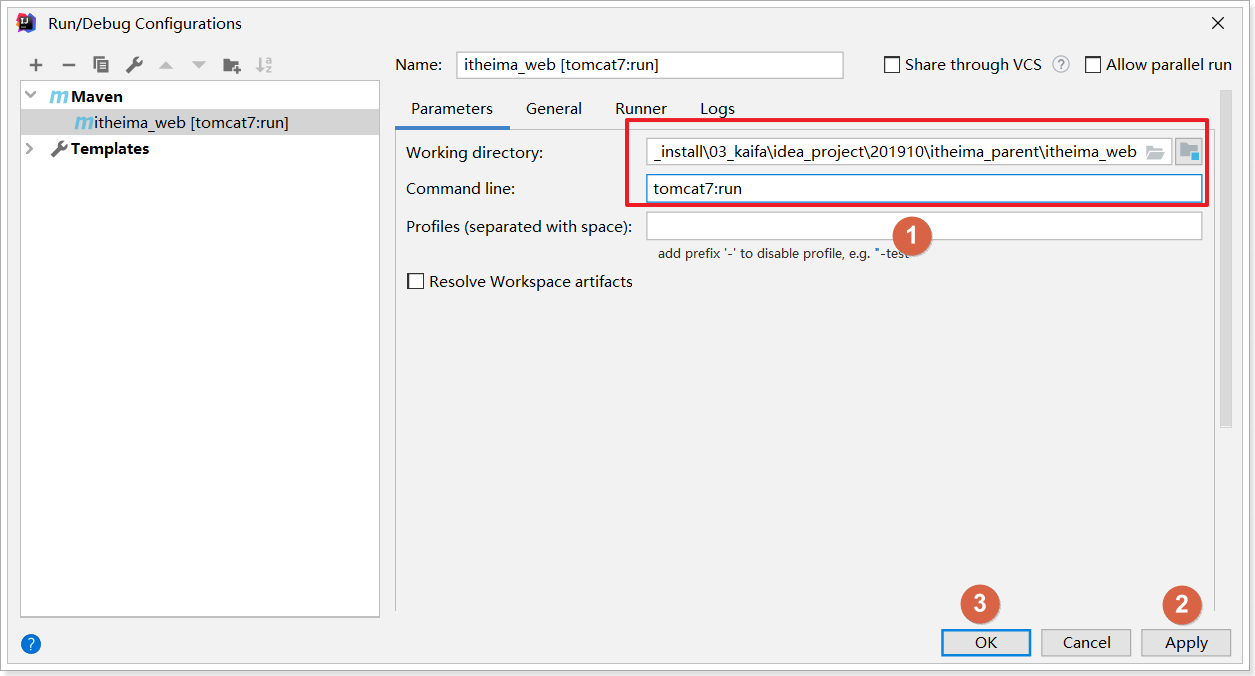 Run/Debug Configurations
Name: itheima_web [tomcat7:run] Share through VCS ? Allow parallel run
Maven
itheima_web [tomcat7:run]
Templates
Parameters General Runner Logs
Working directory: _install\03_kaifa\idea_project\201910\itheima_parent\itheima_web
Command line: tomcat7:run
Profiles (separated with space):
1
add prefix '-' to disable profile, e.g. "-test
Resolve Workspace artifacts
3 2
? OK Cancel Apply